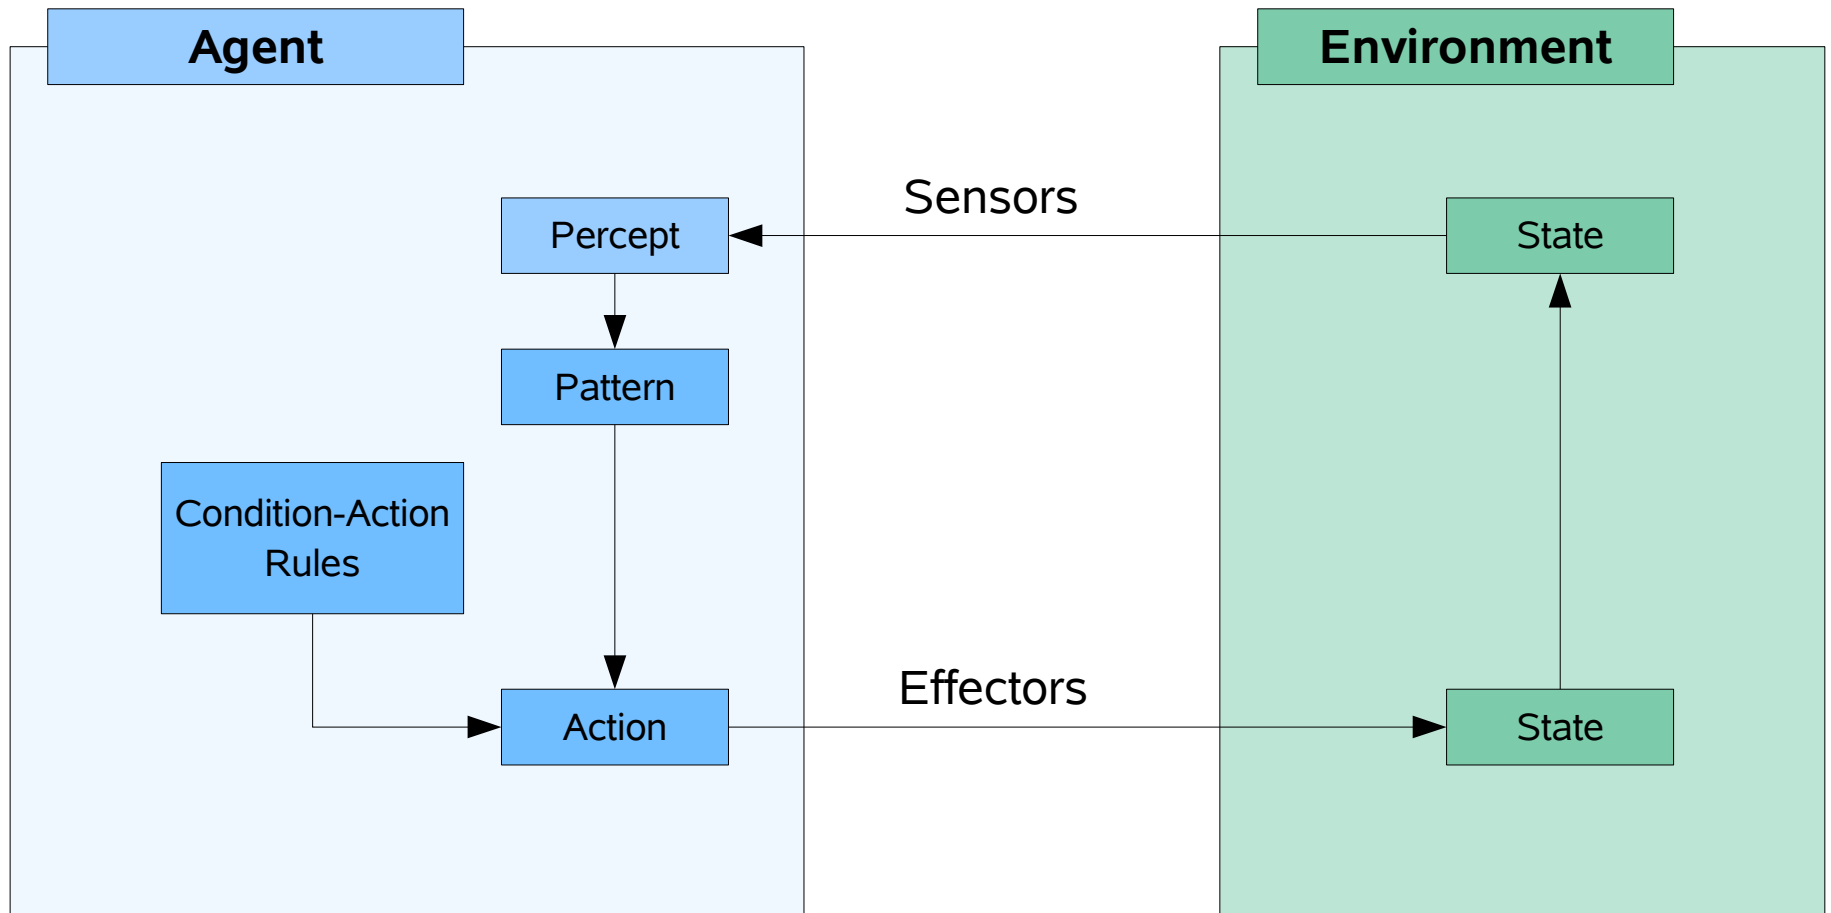 Agent
Environment
Sensors
Percept
State
Pattern
Condition-Action
Rules
Effectors
Action
State